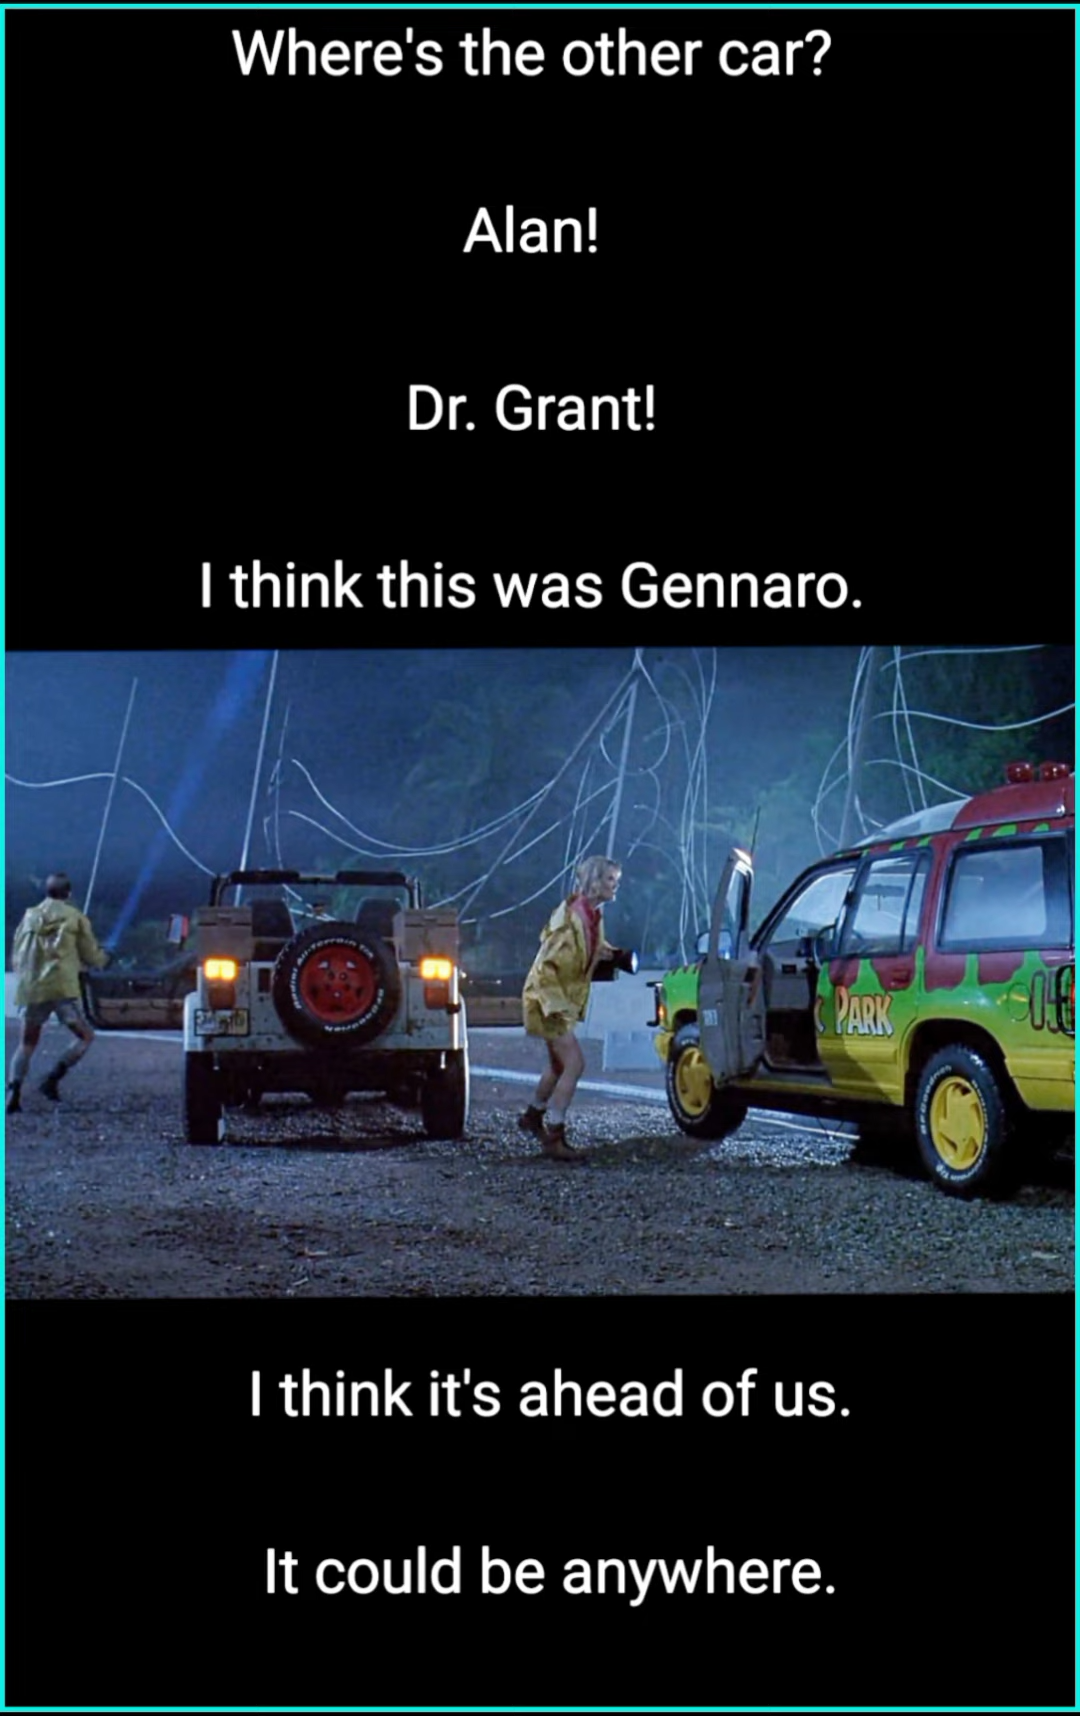 Where's the other car?
Alan!
Dr. Grant!
I think this was Gennaro.
PARK
I think it's ahead of us.
It could be anywhere.